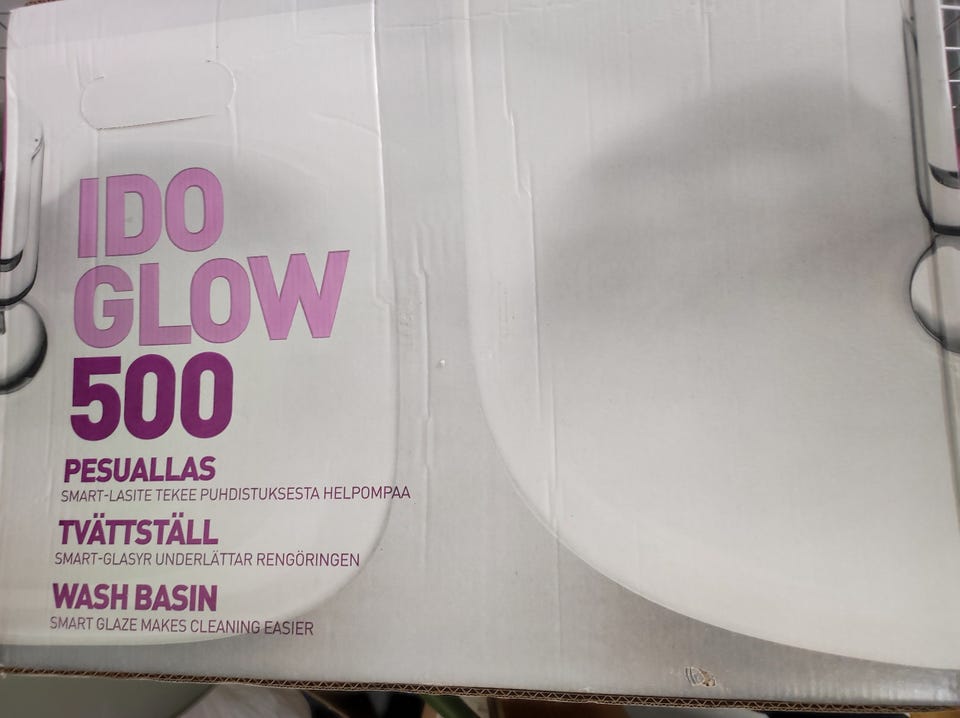 IDO
GLOW
500
PESUALLAS
SMART-LASITE TEKEE PUHDISTUKSESTA HELPOMPAA
TVÄTTSTÄLL
SMART-GLASYR UNDERLÄTTAR RENGÖRINGEN
WASH BASIN
SMART GLAZE MAKES CLEANING EASIER